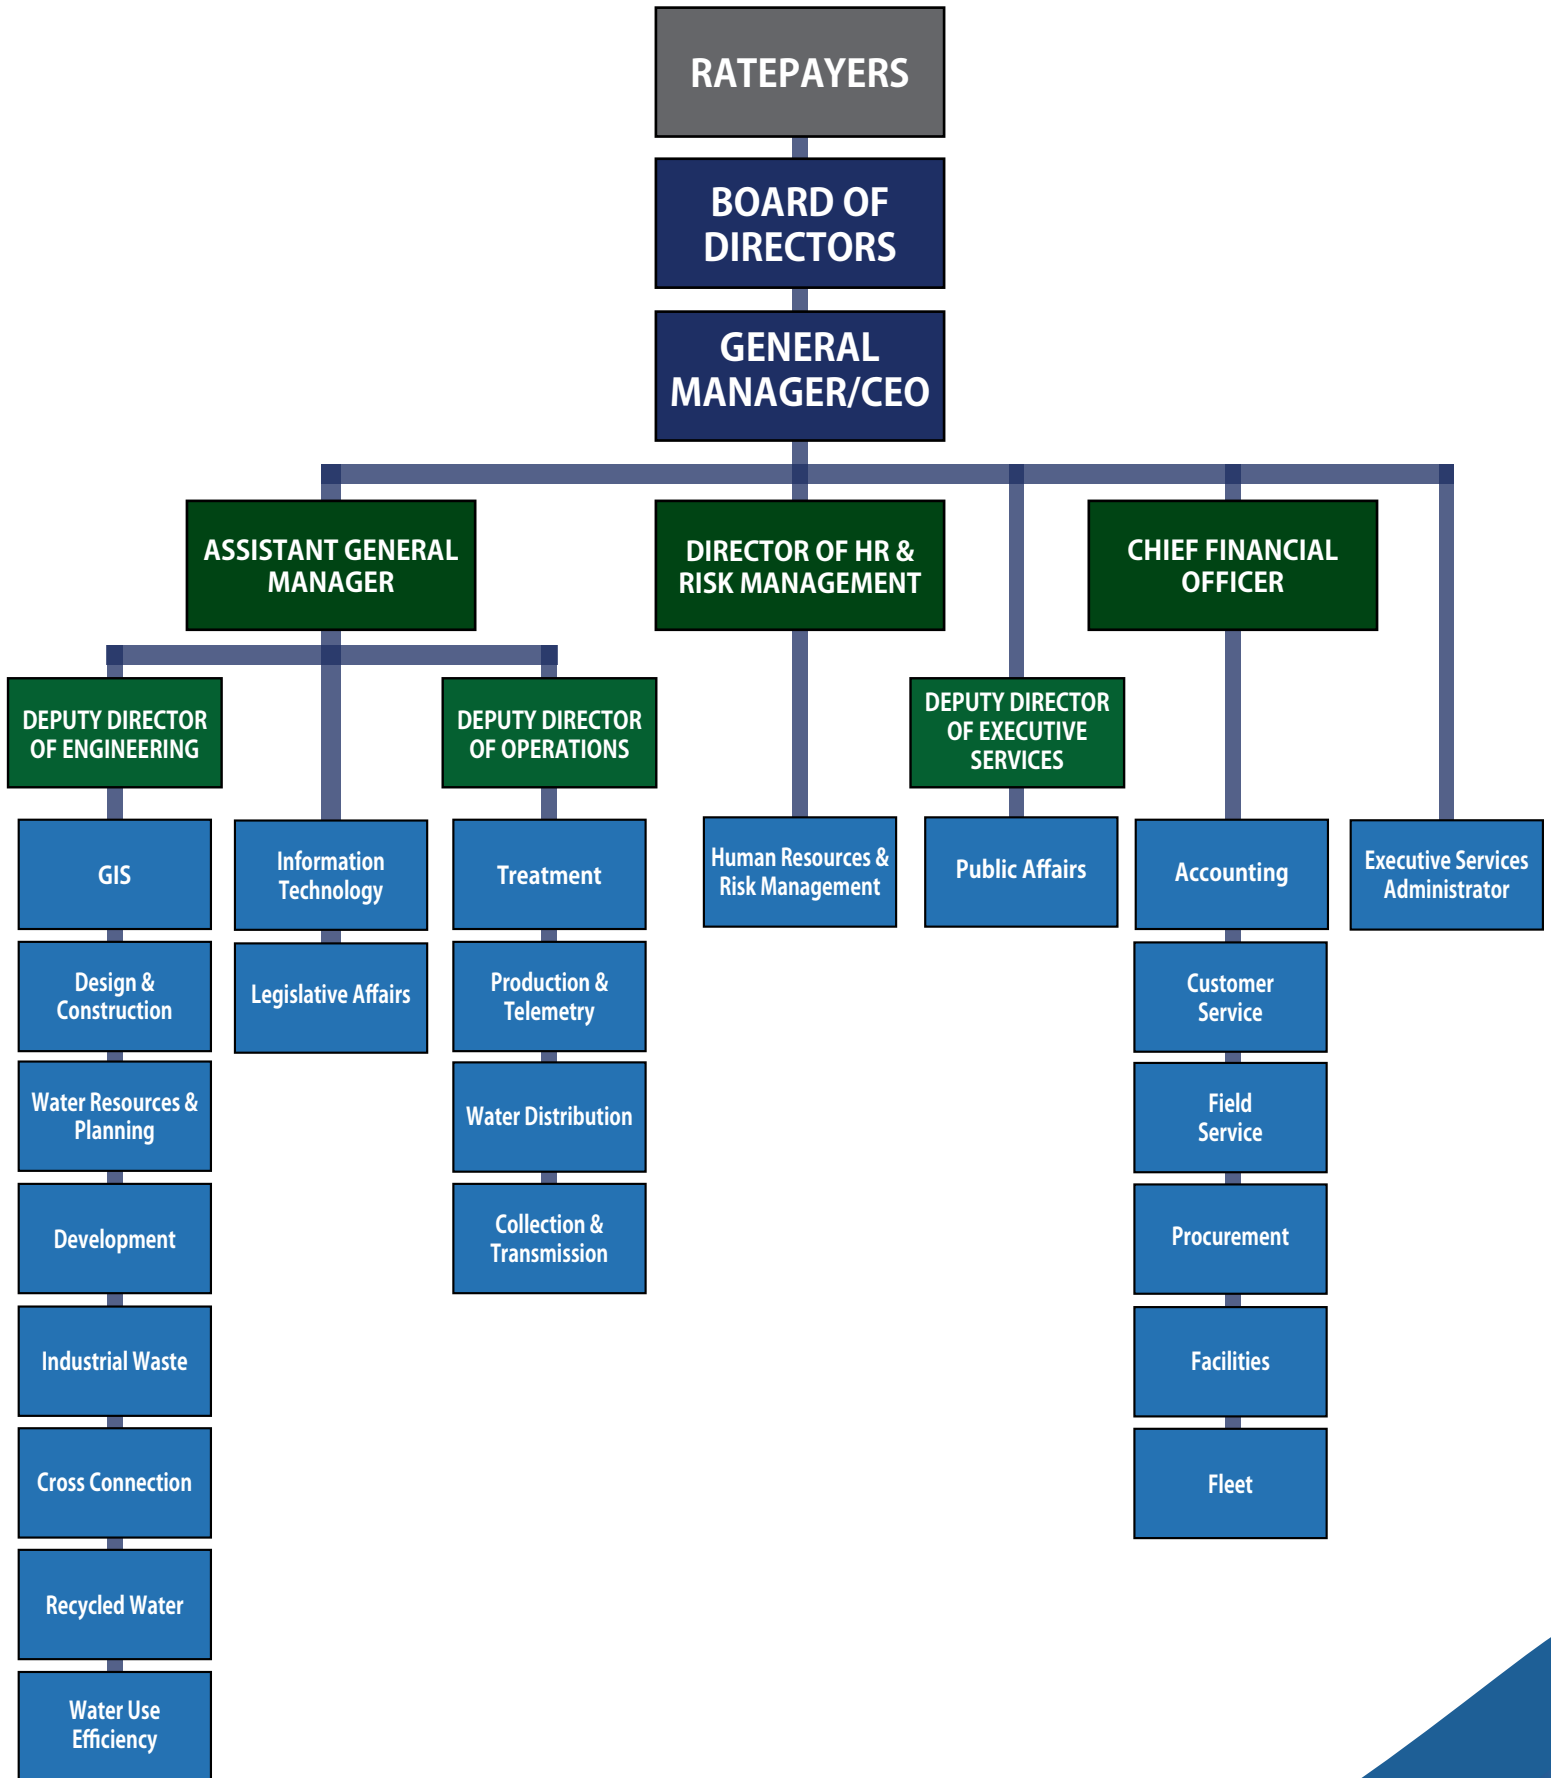 RATEPAYERS
BOARD OF
DIRECTORS
GENERAL
MANAGER/CEO
ASSISTANT GENERAL
MANAGER
DIRECTOR OF HR &
RISK MANAGEMENT
CHIEF FINANCIAL
OFFICER
DEPUTY DIRECTOR
OF ENGINEERING
DEPUTY DIRECTOR
OF OPERATIONS
DEPUTY DIRECTOR
OF EXECUTIVE
SERVICES
GIS
Design &
Construction
Water Resources &
Planning
Development
Industrial Waste
Cross Connection
Recycled Water
Water Use
Efficiency
Information
Technology
Legislative Affairs
Treatment
Production &
Telemetry
Water Distribution
Collection &
Transmission
Human Resources &
Risk Management
Public Affairs
Accounting
Customer
Service
Field
Service
Procurement
Facilities
Fleet
Executive Services
Administrator